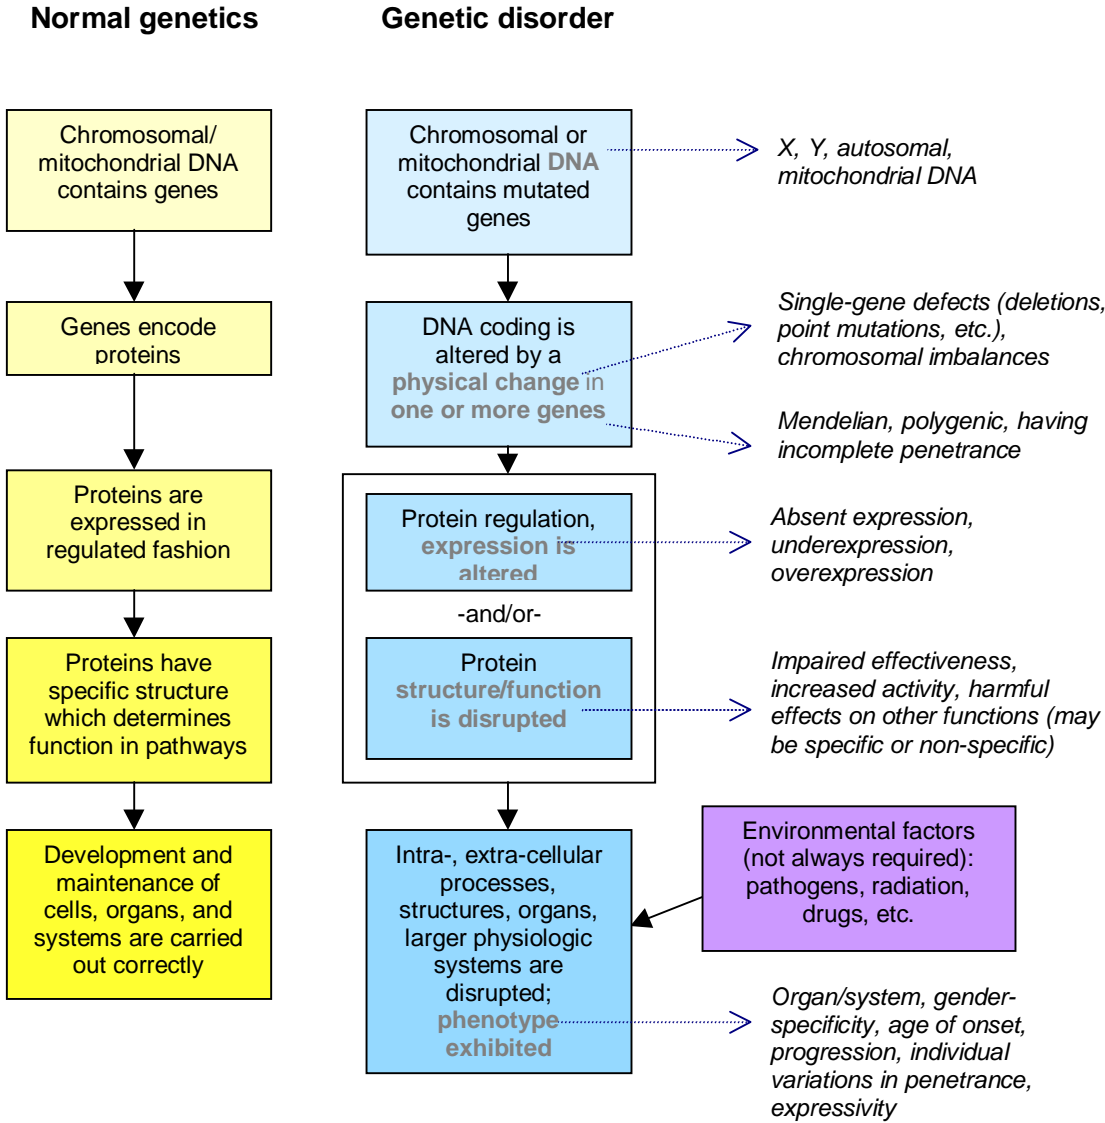 Normal genetics
Genetic disorder
Chromosomal/
mitochondrial DNA
contains genes
Genes encode
proteins
Proteins are
expressed in
regulated fashion
Proteins have
specific structure
which determines
function in pathways
Development and
maintenance of
cells, organs, and
systems are carried
out correctly
Chromosomal or
mitochondrial DNA
contains mutated
genes
X, Y, autosomal,
mitochondrial DNA
DNA coding is
altered by a
physical change in
one or more genes
Single-gene defects (deletions,
point mutations, etc.),
chromosomal imbalances
Mendelian, polygenic, having
incomplete penetrance
Protein regulation,
expression is
altered
Absent expression,
underexpression,
overexpression
-and/or-
Protein
structure/function
is disrupted
Impaired effectiveness,
increased activity, harmful
effects on other functions (may
be specific or non-specific)
Intra-, extra-cellular
processes,
structures, organs,
larger physiologic
systems are
disrupted;
phenotype
exhibited
Environmental factors
(not always required):
pathogens, radiation,
drugs, etc.
Organ/system, gender-
specificity, age of onset,
progression, individual
variations in penetrance,
expressivity